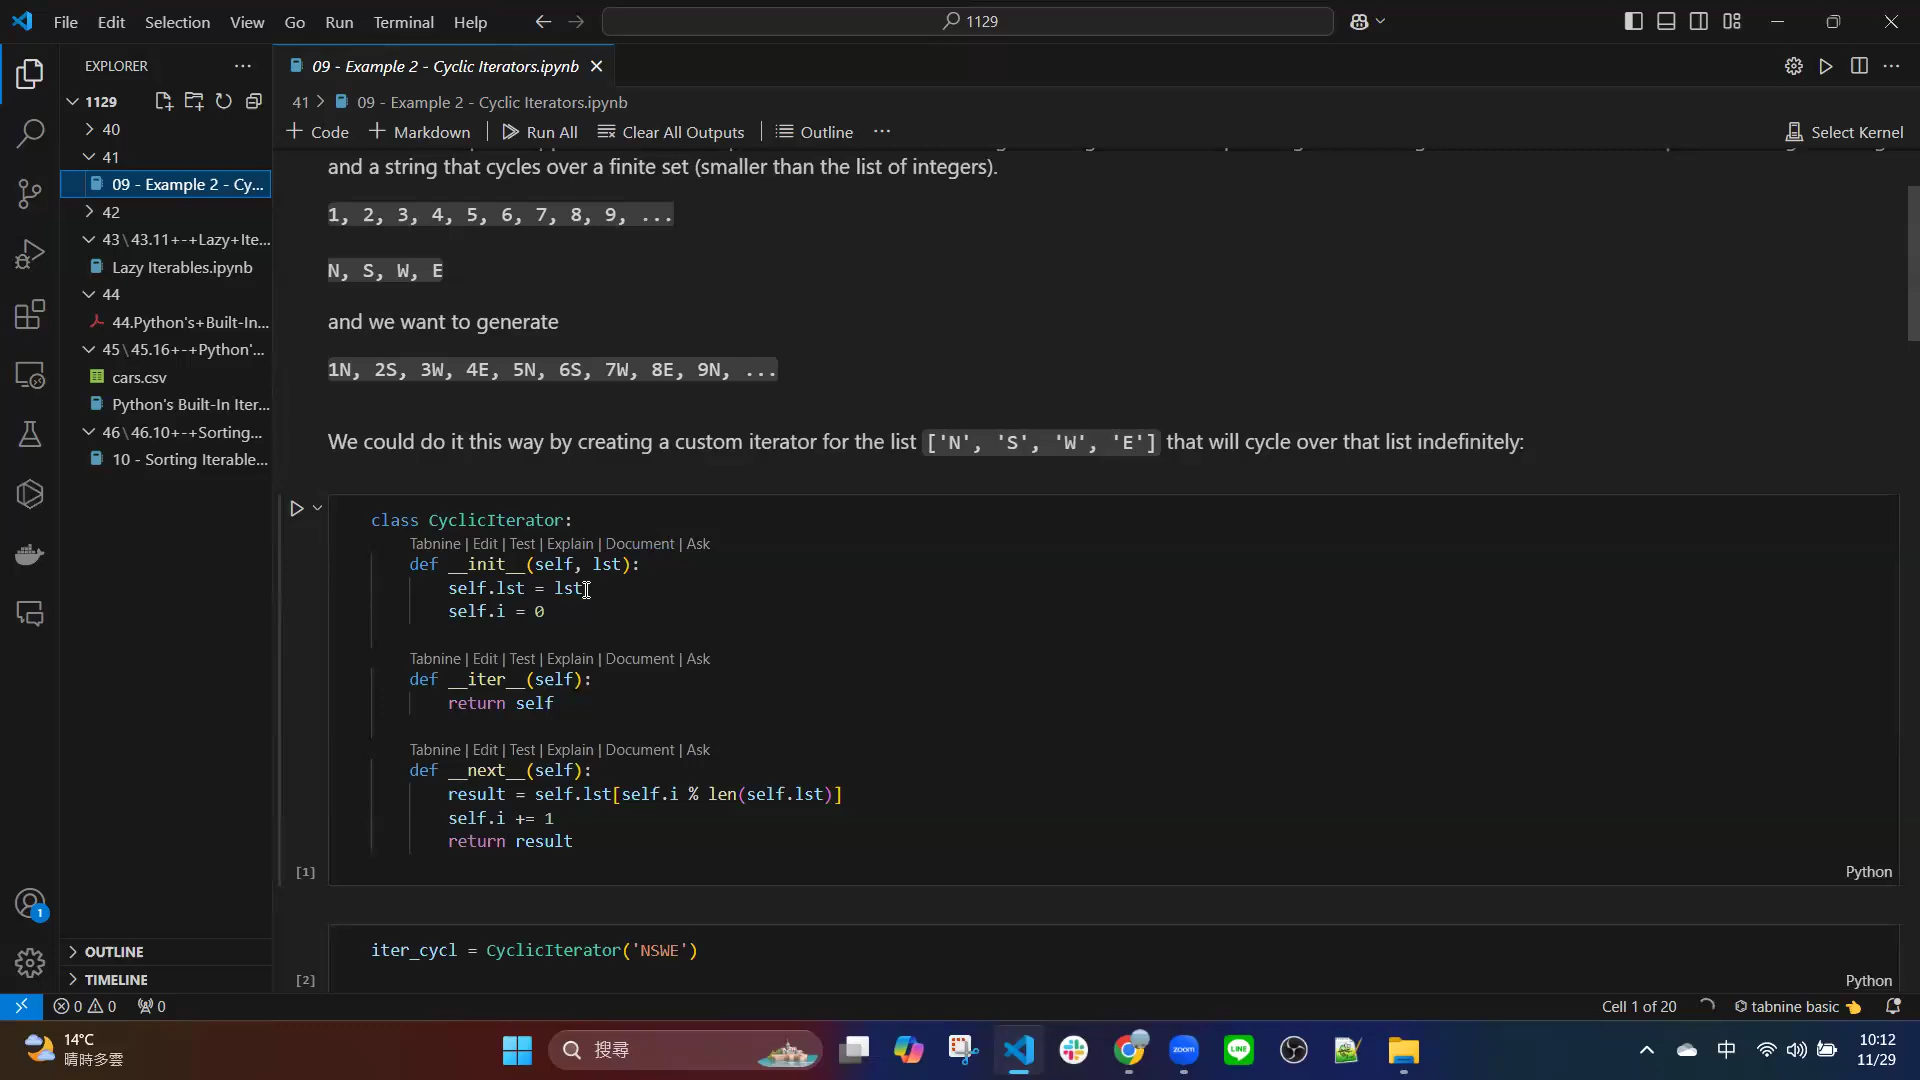 File Edit Selection View Go Run Terminal Help
1129
EXPLORER
1129
40
41
09 - Example 2 - Cy...
42
43\43.11+-+Lazy+Ite...
Lazy Iterables.ipynb
44
44.Python's+Built-In...
45\45.16+-+Python'...
cars.csv
Python's Built-In Iter...
46\46.10+-+Sorting...
10 - Sorting Iterable...
OUTLINE
TIMELINE
09 - Example 2 - Cyclic Iterators.ipynb
41 > 09 - Example 2 - Cyclic Iterators.ipynb
Code Markdown Run All Clear All Outputs Outline
Select Kernel
and a string that cycles over a finite set (smaller than the list of integers).
1, 2, 3, 4, 5, 6, 7, 8, 9, ...
N, S, W, E
and we want to generate
1N, 2S, 3W, 4E, 5N, 6S, 7W, 8E, 9N, ...
We could do it this way by creating a custom iterator for the list ['N', 'S', 'W', 'E'] that will cycle over that list indefinitely:
class CyclicIterator:
Tabnine | Edit | Test | Explain | Document | Ask
def __init__(self, lst):
self.lst = lst
self.i = 0
Tabnine | Edit | Test | Explain | Document | Ask
def __iter__(self):
return self
Tabnine | Edit | Test | Explain | Document | Ask
def __next__(self):
result = self.lst[self.i % len(self.lst)]
self.i += 1
return result
[1]
Python
iter_cycl = CyclicIterator('NSWE')
[2]
Python
0 0 0
Cell 1 of 20
tabnine basic
1
14°C
晴時多雲
搜尋
zoom
LINE
中
10:12
11/29